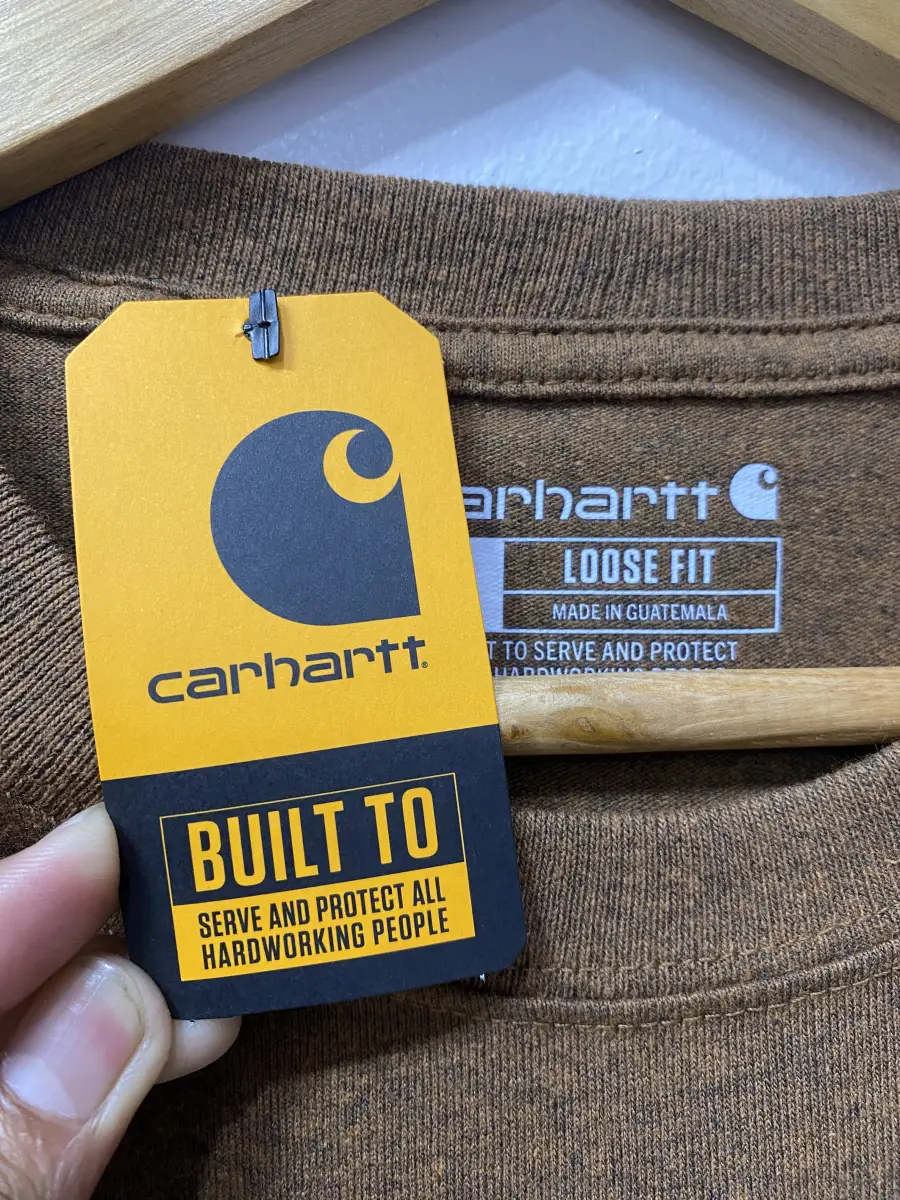 carhartt
BUILT TO
SERVE AND PROTECT ALL
HARDWORKING PEOPLE
arhartt
LOOSE FIT
MADE IN GUATEMALA
T TO SERVE AND PROTECT
HARDWORKING